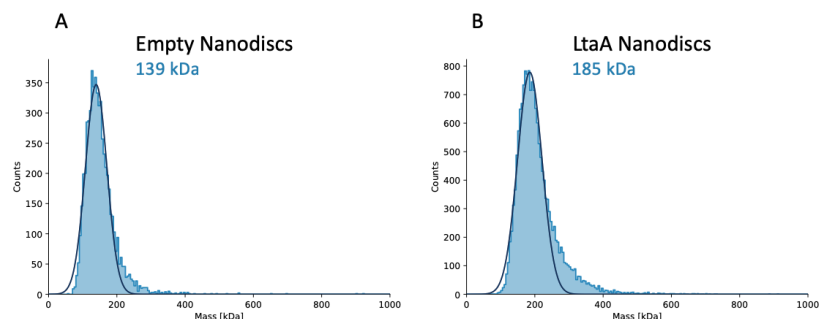 A
Empty Nanodiscs
139 kDa
350
300
250
200
150
100
50
0
Counts
0 200 400 600 800 1000
Mass [kDa]
B
LtaA Nanodiscs
185 kDa
800
700
600
500
400
300
200
100
0
Counts
0 200 400 600 800 1000
Mass [kDa]